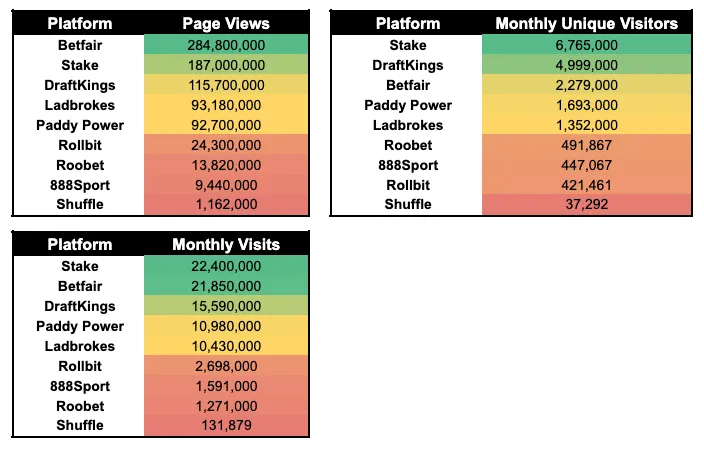 Platform Page Views
Betfair 284,800,000
Stake 187,000,000
DraftKings 115,700,000
Ladbrokes 93,180,000
Paddy Power 92,700,000
Rollbit 24,300,000
Roobet 13,820,000
888Sport 9,440,000
Shuffle 1,162,000
Platform Monthly Unique Visitors
Stake 6,765,000
DraftKings 4,999,000
Betfair 2,279,000
Paddy Power 1,693,000
Ladbrokes 1,352,000
Roobet 491,867
888Sport 447,067
Rollbit 421,461
Shuffle 37,292
Platform Monthly Visits
Stake 22,400,000
Betfair 21,850,000
DraftKings 15,590,000
Paddy Power 10,980,000
Ladbrokes 10,430,000
Rollbit 2,698,000
888Sport 1,591,000
Roobet 1,271,000
Shuffle 131,879